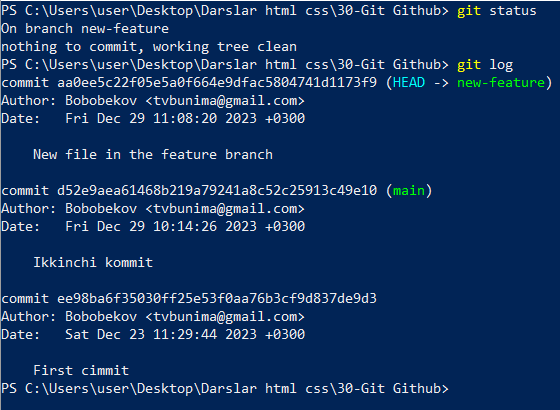 PS C:\Users\user\Desktop\Darslar html css\30-Git Github> git status
On branch new-feature
nothing to commit, working tree clean
PS C:\Users\user\Desktop\Darslar html css\30-Git Github> git log
commit aa0ee5c22f05e5a0f664e9dfac5804741d1173f9 (HEAD -> new-feature)
Author: Bobobekov <tvbunima@gmail.com>
Date:   Fri Dec 29 11:08:20 2023 +0300
    New file in the feature branch
commit d52e9aea61468b219a79241a8c52c25913c49e10 (main)
Author: Bobobekov <tvbunima@gmail.com>
Date:   Fri Dec 29 10:14:26 2023 +0300
    Ikkinchi kommit
commit ee98ba6f35030ff25e53f0aa76b3cf9d837de9d3
Author: Bobobekov <tvbunima@gmail.com>
Date:   Sat Dec 23 11:29:44 2023 +0300
    First cimmit
PS C:\Users\user\Desktop\Darslar html css\30-Git Github>